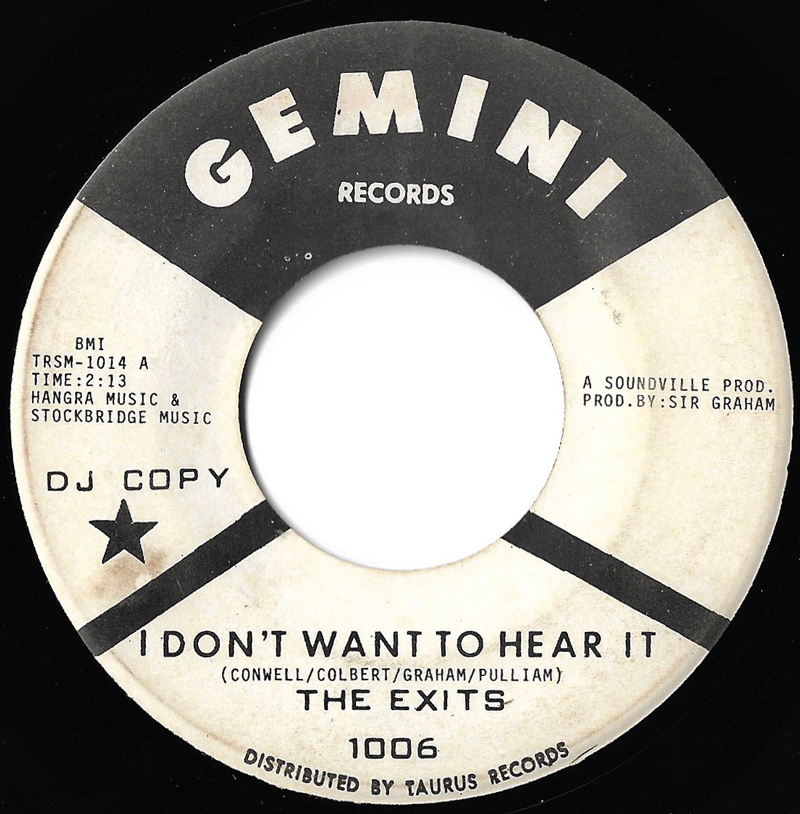 GEMINI
RECORDS
BMI
TRSM-1014 A
TIME:2:13
HANGRA MUSIC &
STOCKBRIDGE MUSIC
A SOUNDVILLE PROD.
PROD.BY:SIR GRAHAM
DJ COPY
I DON'T WANT TO HEAR IT
(CONWELL/COLBERT/GRAHAM/PULLIAM)
THE EXITS
1006
DISTRIBUTED BY TAURUS RECORDS